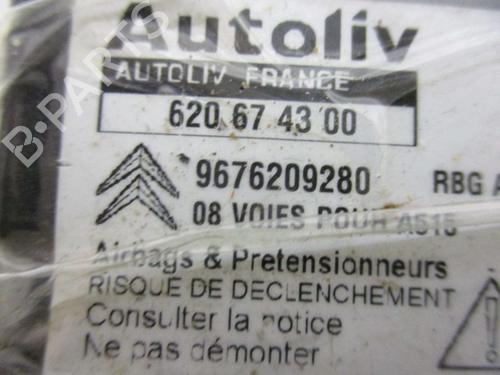 Autoliv
AUTOLIV FRANCE
620 67 43 00
9676209280 RBG
08 VOIES POUR A51S
Airbags & Pretensionneurs
RISQUE DE DECLENCHEMENT
Consulter la notice
Ne pas démonter
B-PARTS